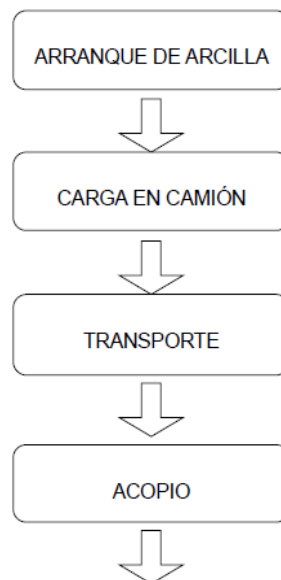 ARRANQUE DE ARCILLA
CARGA EN CAMIÓN
TRANSPORTE
ACOPIO